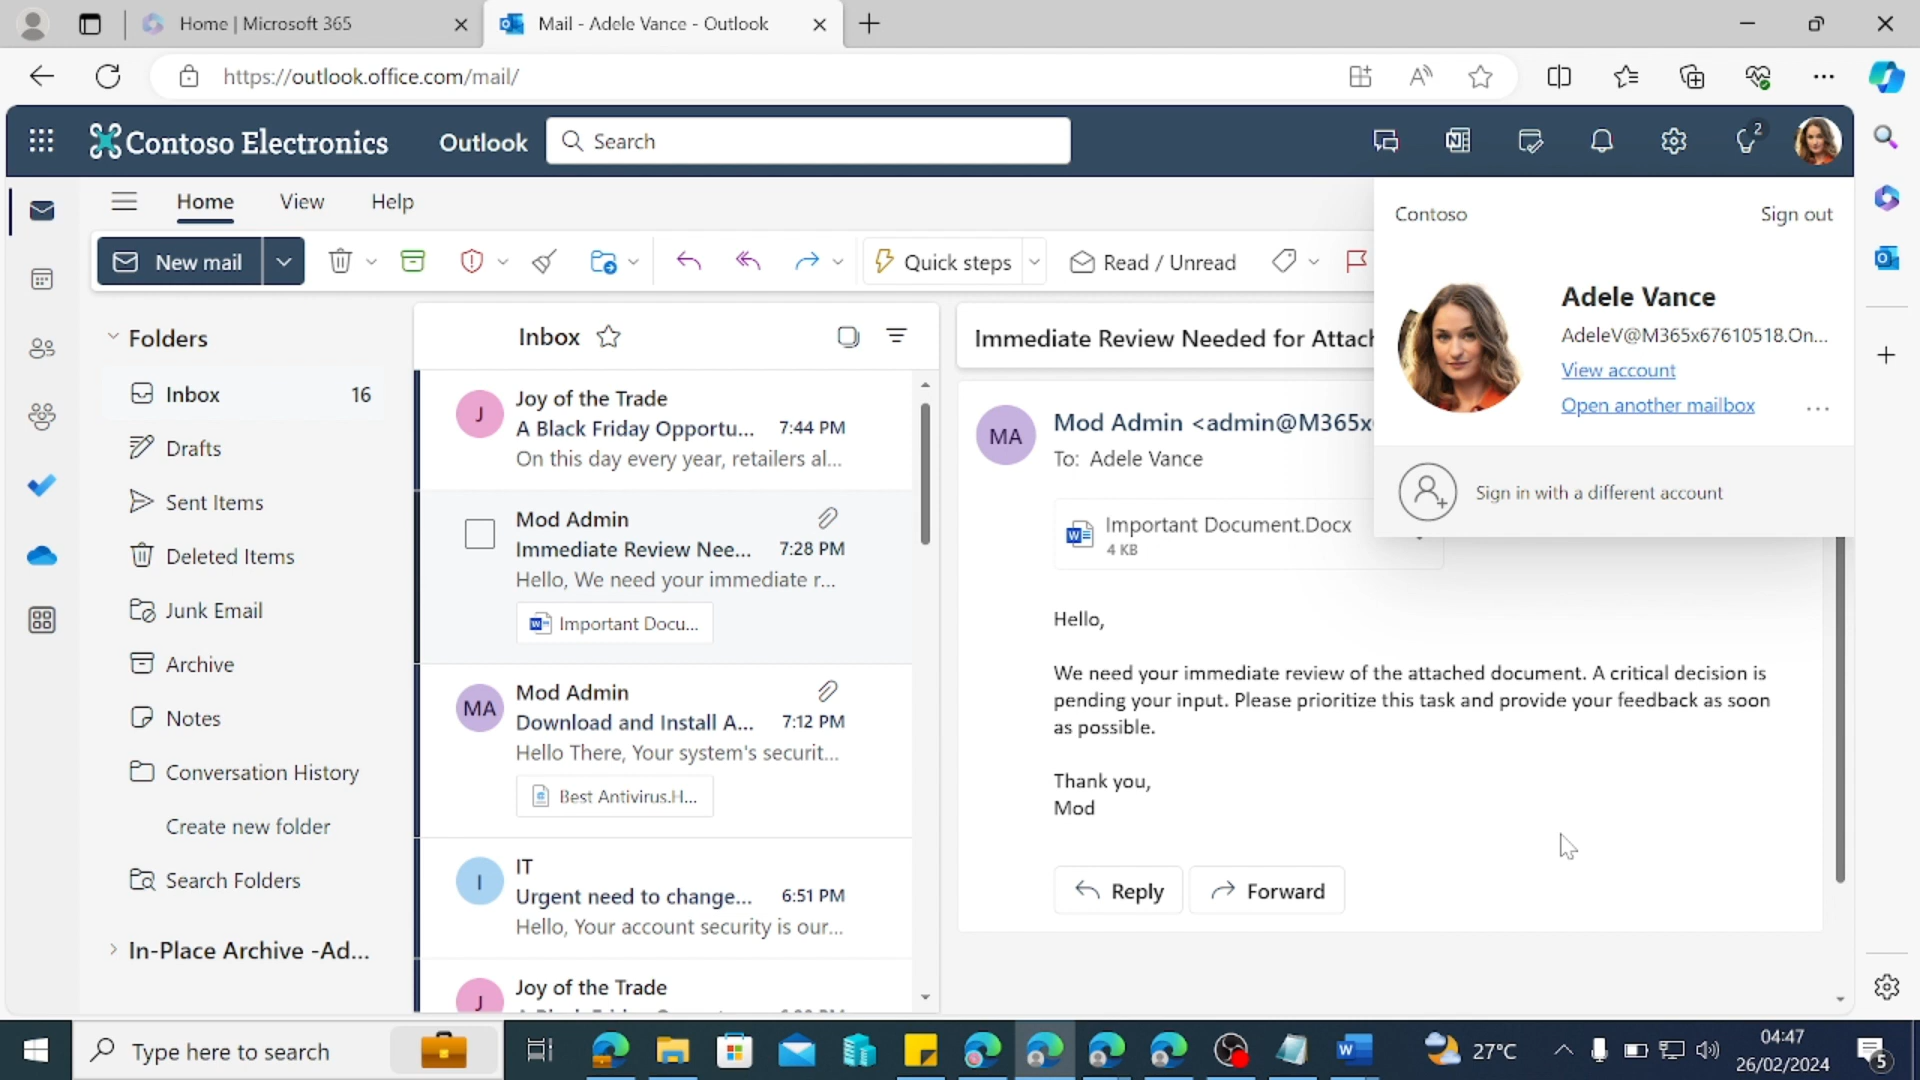 Home | Microsoft 365
Mail - Adele Vance - Outlook
https://outlook.office.com/mail/
Contoso Electronics
Outlook
Search
2
Home
View
Help
New mail
Quick steps
Read / Unread
Contoso
Sign out
Adele Vance
AdeleV@M365x67610518.On...
View account
Open another mailbox
Sign in with a different account
Folders
Inbox 16
Drafts
Sent Items
Deleted Items
Junk Email
Archive
Notes
Conversation History
Create new folder
Search Folders
In-Place Archive -Ad...
Inbox
J
Joy of the Trade
A Black Friday Opportu... 7:44 PM
On this day every year, retailers al...
Mod Admin
Immediate Review Nee... 7:28 PM
Hello, We need your immediate r...
Important Docu...
MA
Mod Admin
Download and Install A... 7:12 PM
Hello There, Your system's securit...
Best Antivirus.H...
I
IT
Urgent need to change... 6:51 PM
Hello, Your account security is our...
J
Joy of the Trade
Immediate Review Needed for Attach
MA
Mod Admin <admin@M365x
To: Adele Vance
Important Document.Docx
4 KB
Hello,
We need your immediate review of the attached document. A critical decision is
pending your input. Please prioritize this task and provide your feedback as soon
as possible.
Thank you,
Mod
Reply
Forward
Type here to search
27°C
04:47
26/02/2024
5